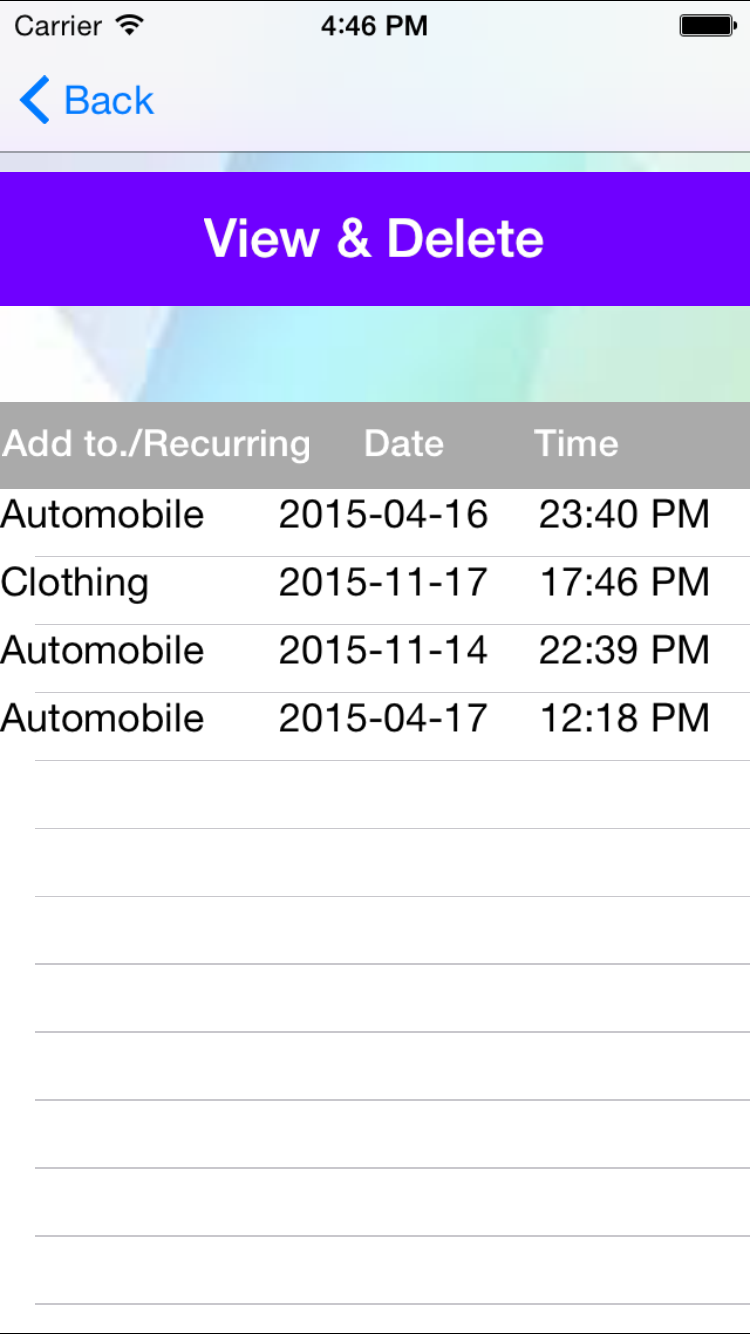 Carrier 4:46 PM
Back
View & Delete
Add to./Recurring Date Time
Automobile 2015-04-16 23:40 PM
Clothing 2015-11-17 17:46 PM
Automobile 2015-11-14 22:39 PM
Automobile 2015-04-17 12:18 PM